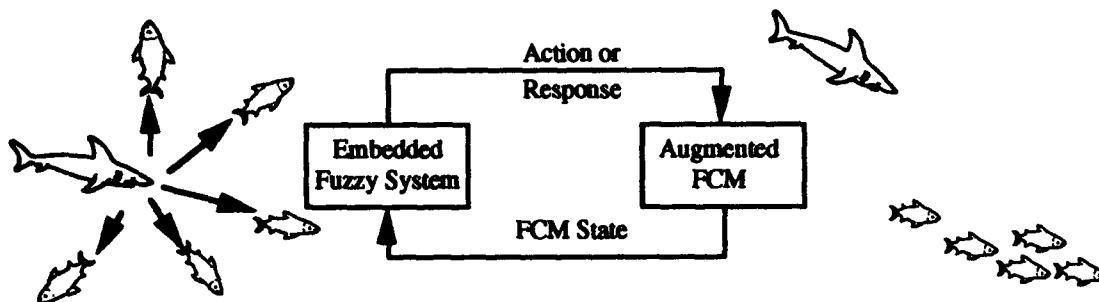 Action or
Response
Embedded
Fuzzy System
Augmented
FCM
FCM State